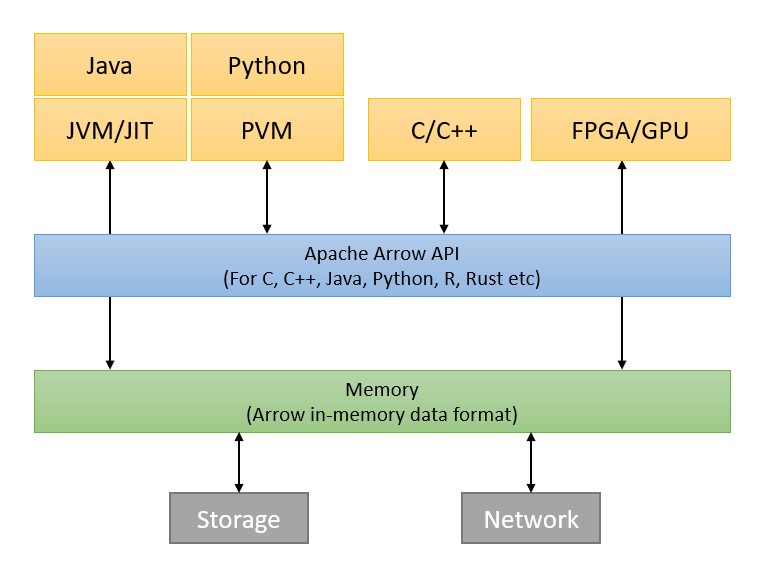 Java
Python
JVM/JIT
PVM
C/C++
FPGA/GPU
Apache Arrow API
(For C, C++, Java, Python, R, Rust etc)
Memory
(Arrow in-memory data format)
Storage
Network